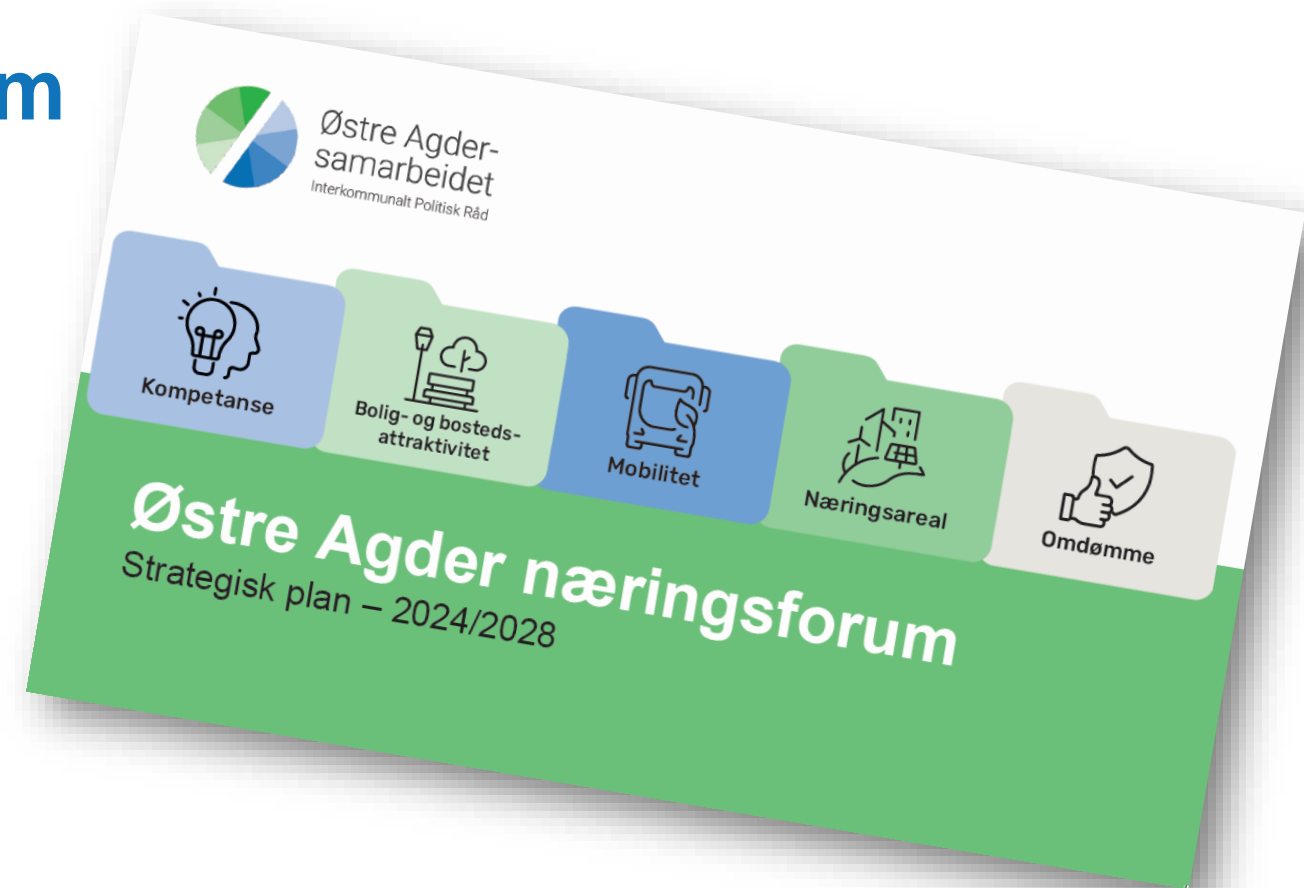 m
Østre Agder-
samarbeidet
Interkommunalt Politisk Råd
Kompetanse
Bolig- og bosteds-
attraktivitet
Mobilitet
Næringsareal
Omdømme
Østre Agder næringsforum
Strategisk plan – 2024/2028